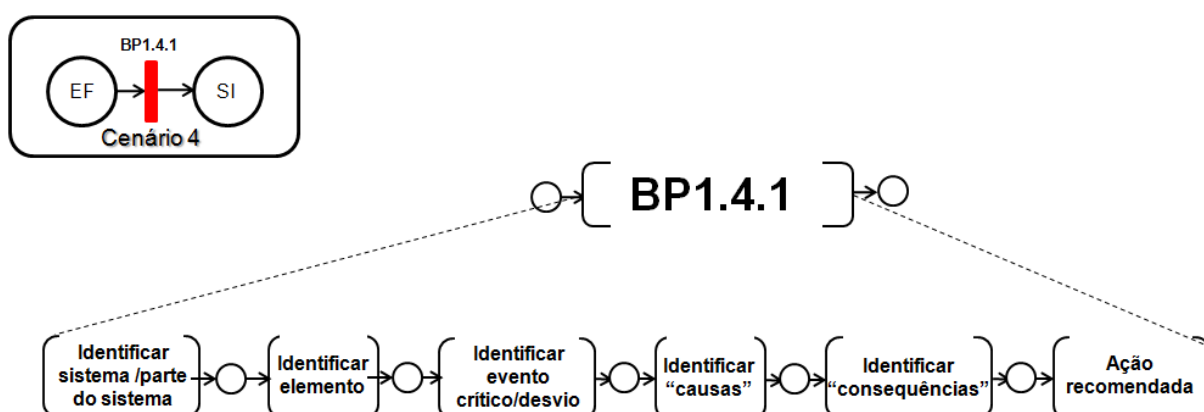 BP1.4.1
EF
SI
Cenário 4
BP1.4.1
Identificar
sistema /parte
do sistema
Identificar
elemento
Identificar
evento
crítico/desvio
Identificar
“causas”
Identificar
“consequências”
Ação
recomendada